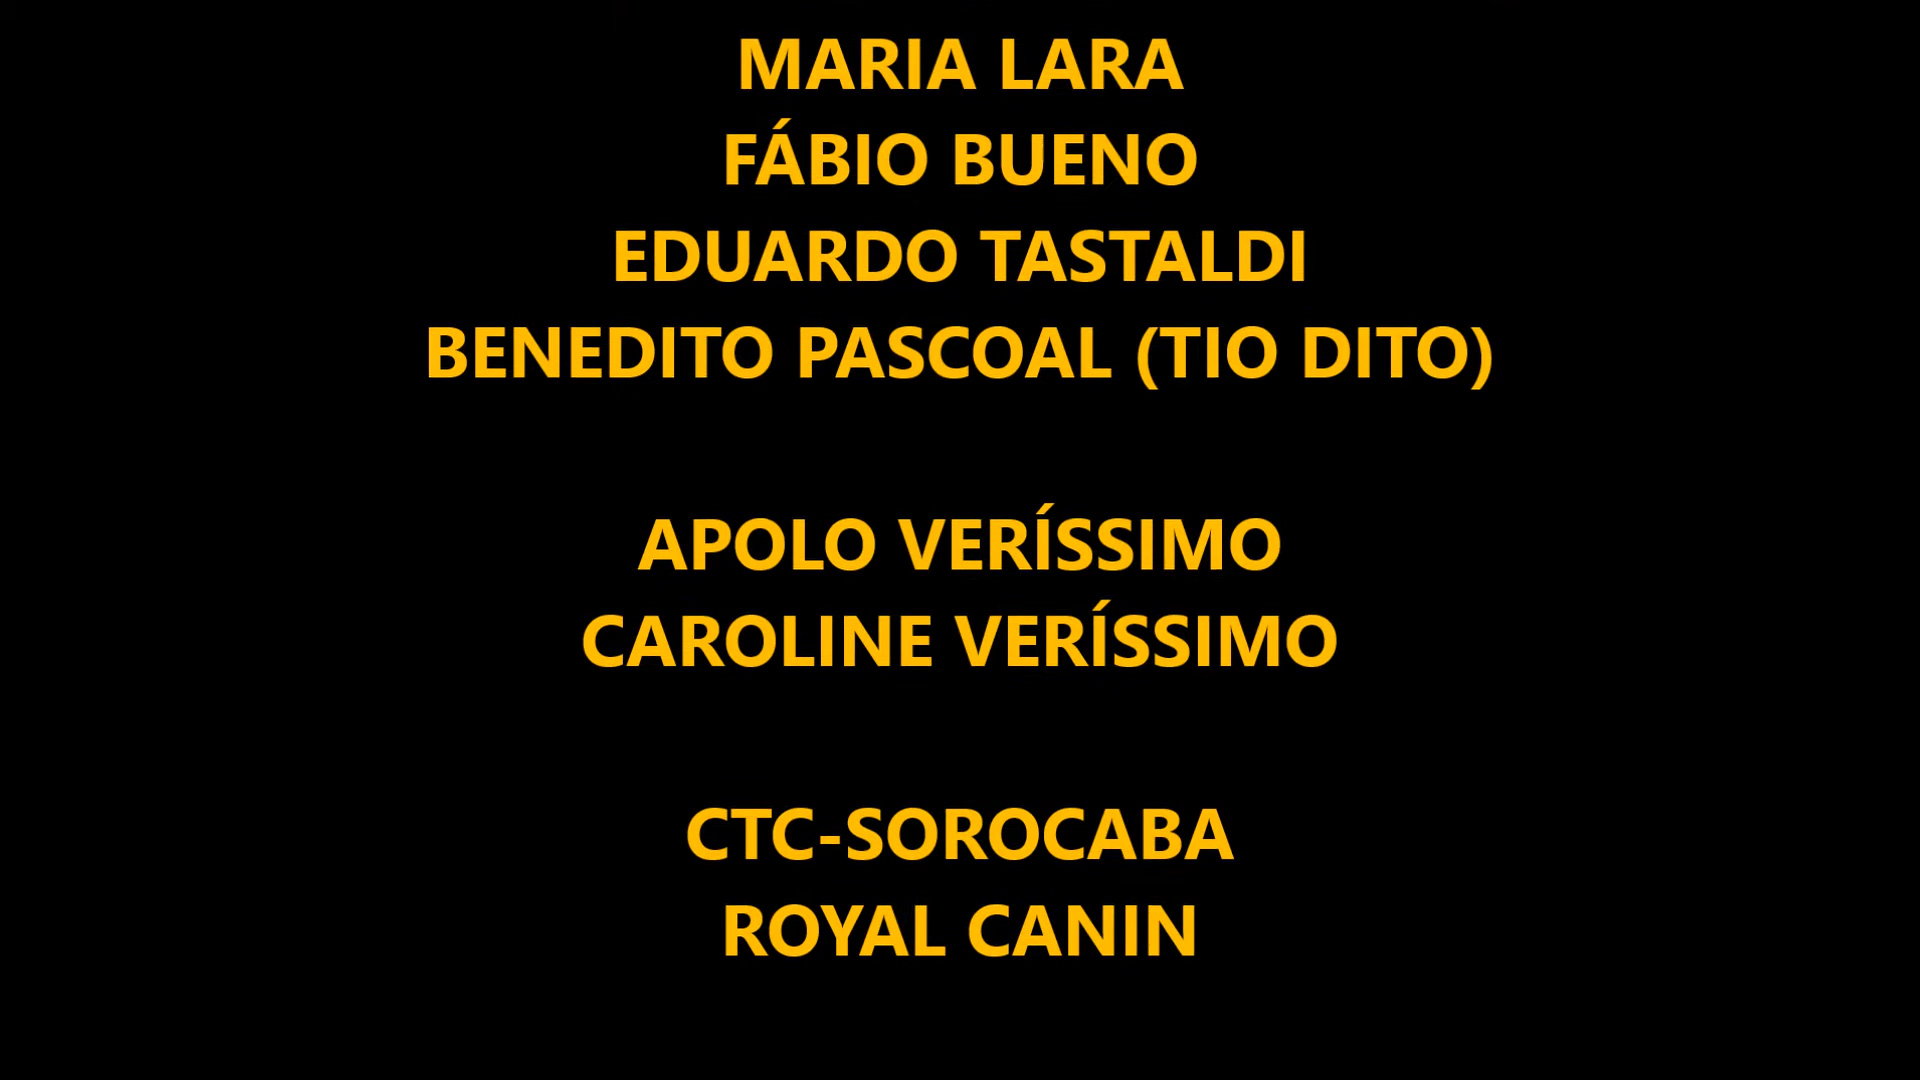 MARIA LARA
FÁBIO BUENO
EDUARDO TASTALDI
BENEDITO PASCOAL (TIO DITO)
APOLO VERÍSSIMO
CAROLINE VERÍSSIMO
CTC-SOROCABA
ROYAL CANIN